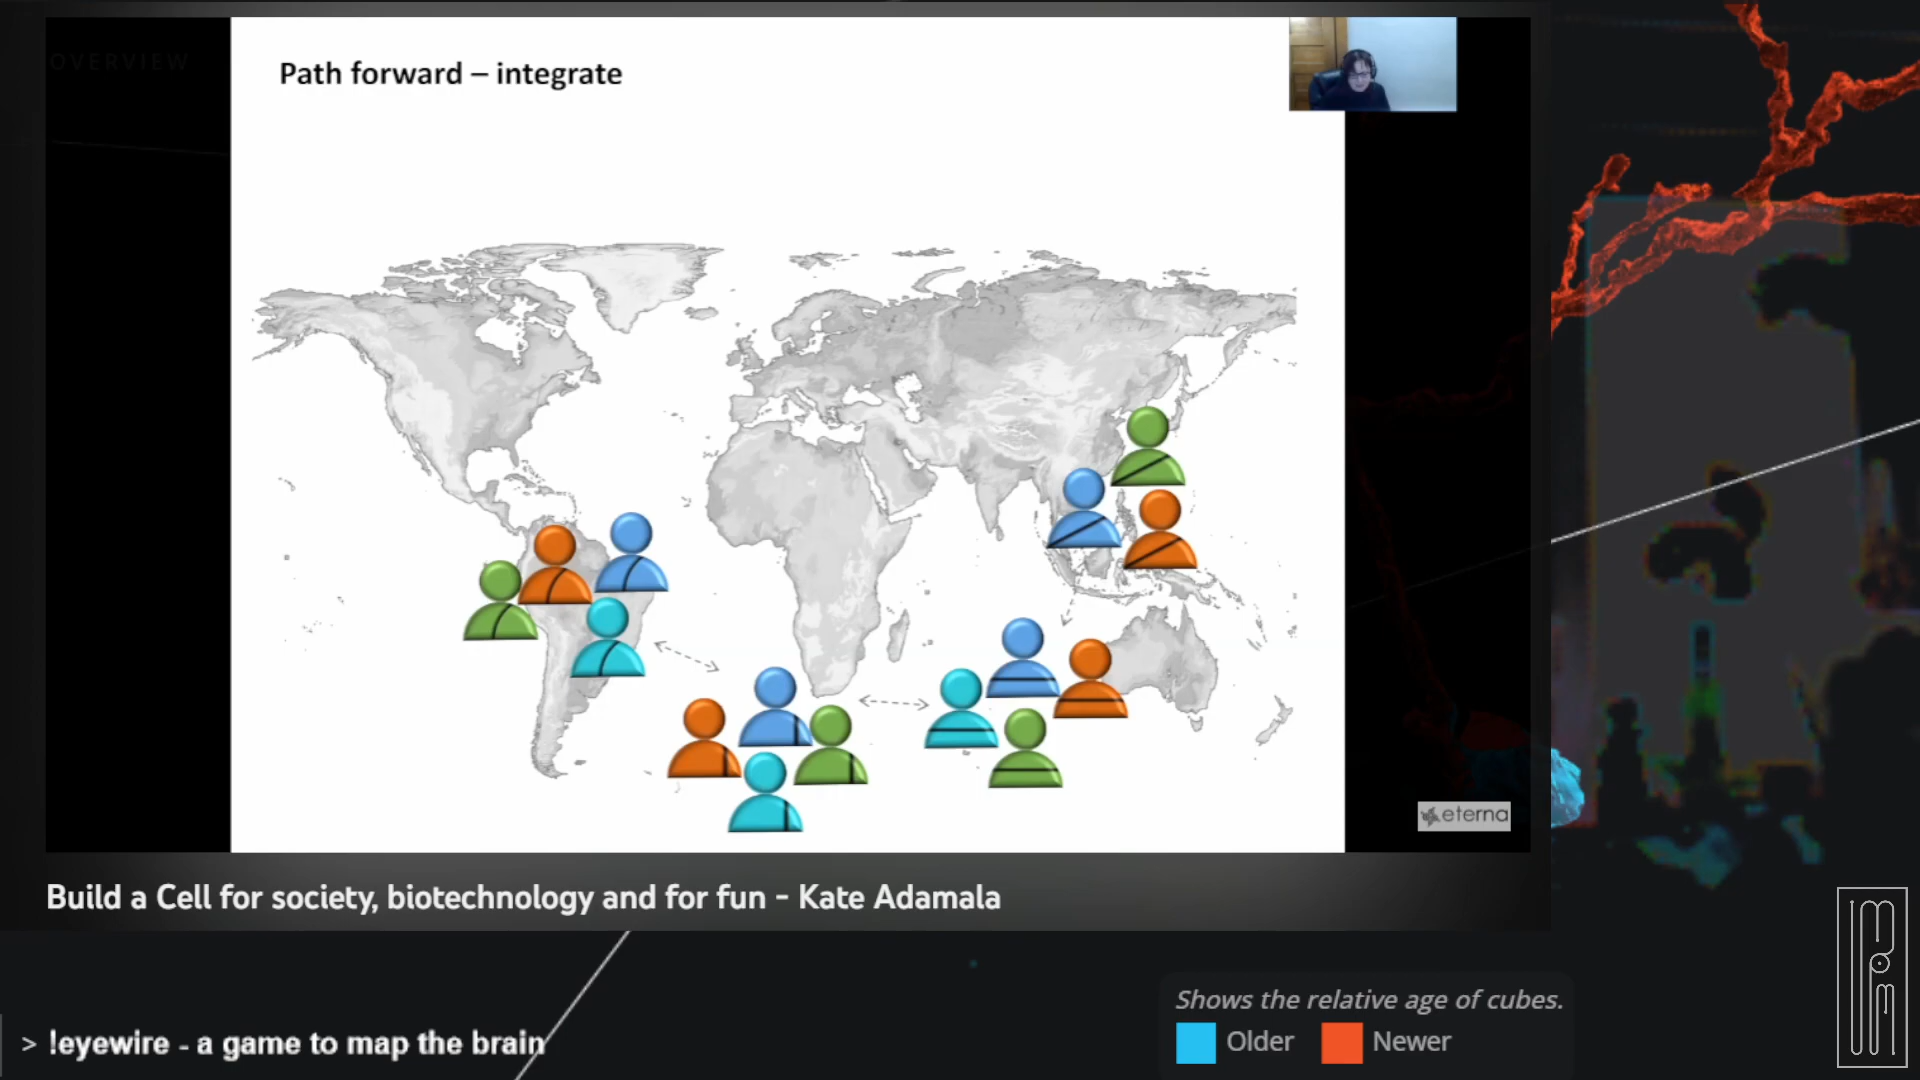 OVERVIEW
Path forward – integrate
eterna
Build a Cell for society, biotechnology and for fun - Kate Adamala
> !eyewire - a game to map the brain
Shows the relative age of cubes.
Older Newer